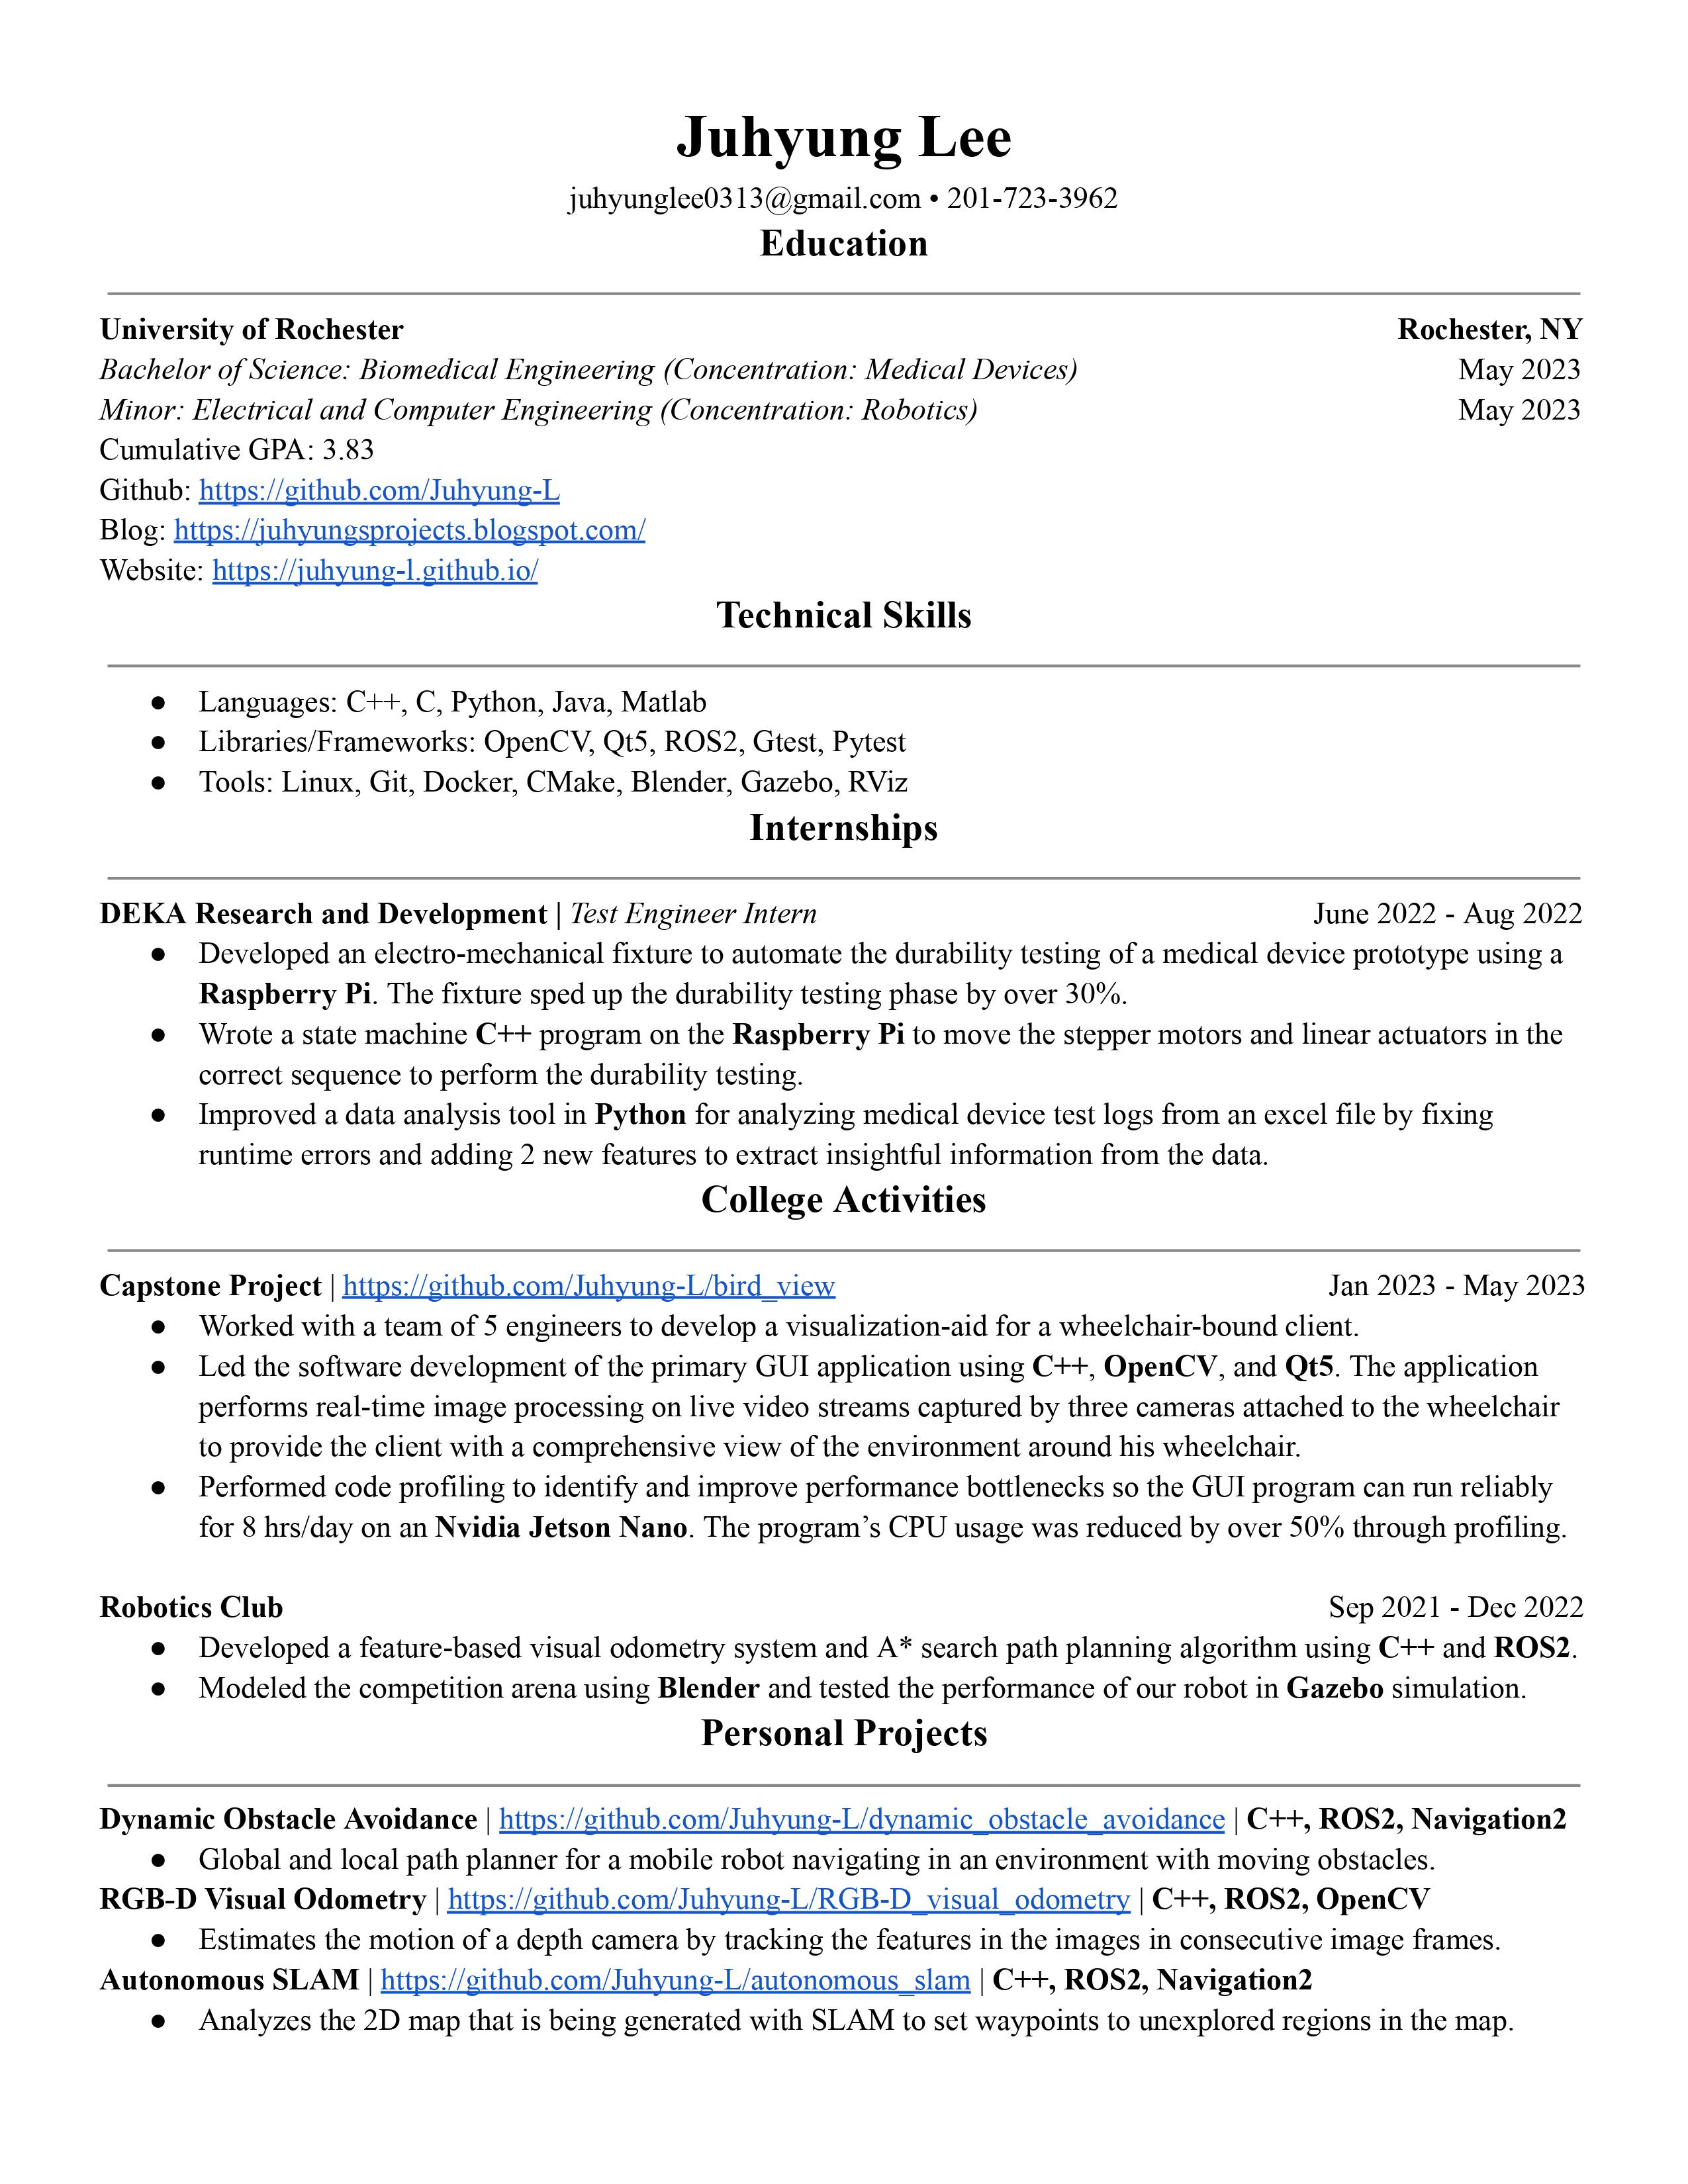 Juhyung Lee
juhyunglee0313@gmail.com • 201-723-3962
Education
University of Rochester Rochester, NY
Bachelor of Science: Biomedical Engineering (Concentration: Medical Devices) May 2023
Minor: Electrical and Computer Engineering (Concentration: Robotics) May 2023
Cumulative GPA: 3.83
Github: https://github.com/Juhyung-L
Blog: https://juhyungsprojects.blogspot.com/
Website: https://juhyung-l.github.io/
Technical Skills
● Languages: C++, C, Python, Java, Matlab
● Libraries/Frameworks: OpenCV, Qt5, ROS2, Gtest, Pytest
● Tools: Linux, Git, Docker, CMake, Blender, Gazebo, RViz
Internships
DEKA Research and Development | Test Engineer Intern June 2022 - Aug 2022
● Developed an electro-mechanical fixture to automate the durability testing of a medical device prototype using a
Raspberry Pi. The fixture sped up the durability testing phase by over 30%.
● Wrote a state machine C++ program on the Raspberry Pi to move the stepper motors and linear actuators in the
correct sequence to perform the durability testing.
● Improved a data analysis tool in Python for analyzing medical device test logs from an excel file by fixing
runtime errors and adding 2 new features to extract insightful information from the data.
College Activities
Capstone Project | https://github.com/Juhyung-L/bird_view Jan 2023 - May 2023
● Worked with a team of 5 engineers to develop a visualization-aid for a wheelchair-bound client.
● Led the software development of the primary GUI application using C++, OpenCV, and Qt5. The application
performs real-time image processing on live video streams captured by three cameras attached to the wheelchair
to provide the client with a comprehensive view of the environment around his wheelchair.
● Performed code profiling to identify and improve performance bottlenecks so the GUI program can run reliably
for 8 hrs/day on an Nvidia Jetson Nano. The program’s CPU usage was reduced by over 50% through profiling.
Robotics Club Sep 2021 - Dec 2022
● Developed a feature-based visual odometry system and A* search path planning algorithm using C++ and ROS2.
● Modeled the competition arena using Blender and tested the performance of our robot in Gazebo simulation.
Personal Projects
Dynamic Obstacle Avoidance | https://github.com/Juhyung-L/dynamic_obstacle_avoidance | C++, ROS2, Navigation2
● Global and local path planner for a mobile robot navigating in an environment with moving obstacles.
RGB-D Visual Odometry | https://github.com/Juhyung-L/RGB-D_visual_odometry | C++, ROS2, OpenCV
● Estimates the motion of a depth camera by tracking the features in the images in consecutive image frames.
Autonomous SLAM | https://github.com/Juhyung-L/autonomous_slam | C++, ROS2, Navigation2
● Analyzes the 2D map that is being generated with SLAM to set waypoints to unexplored regions in the map.